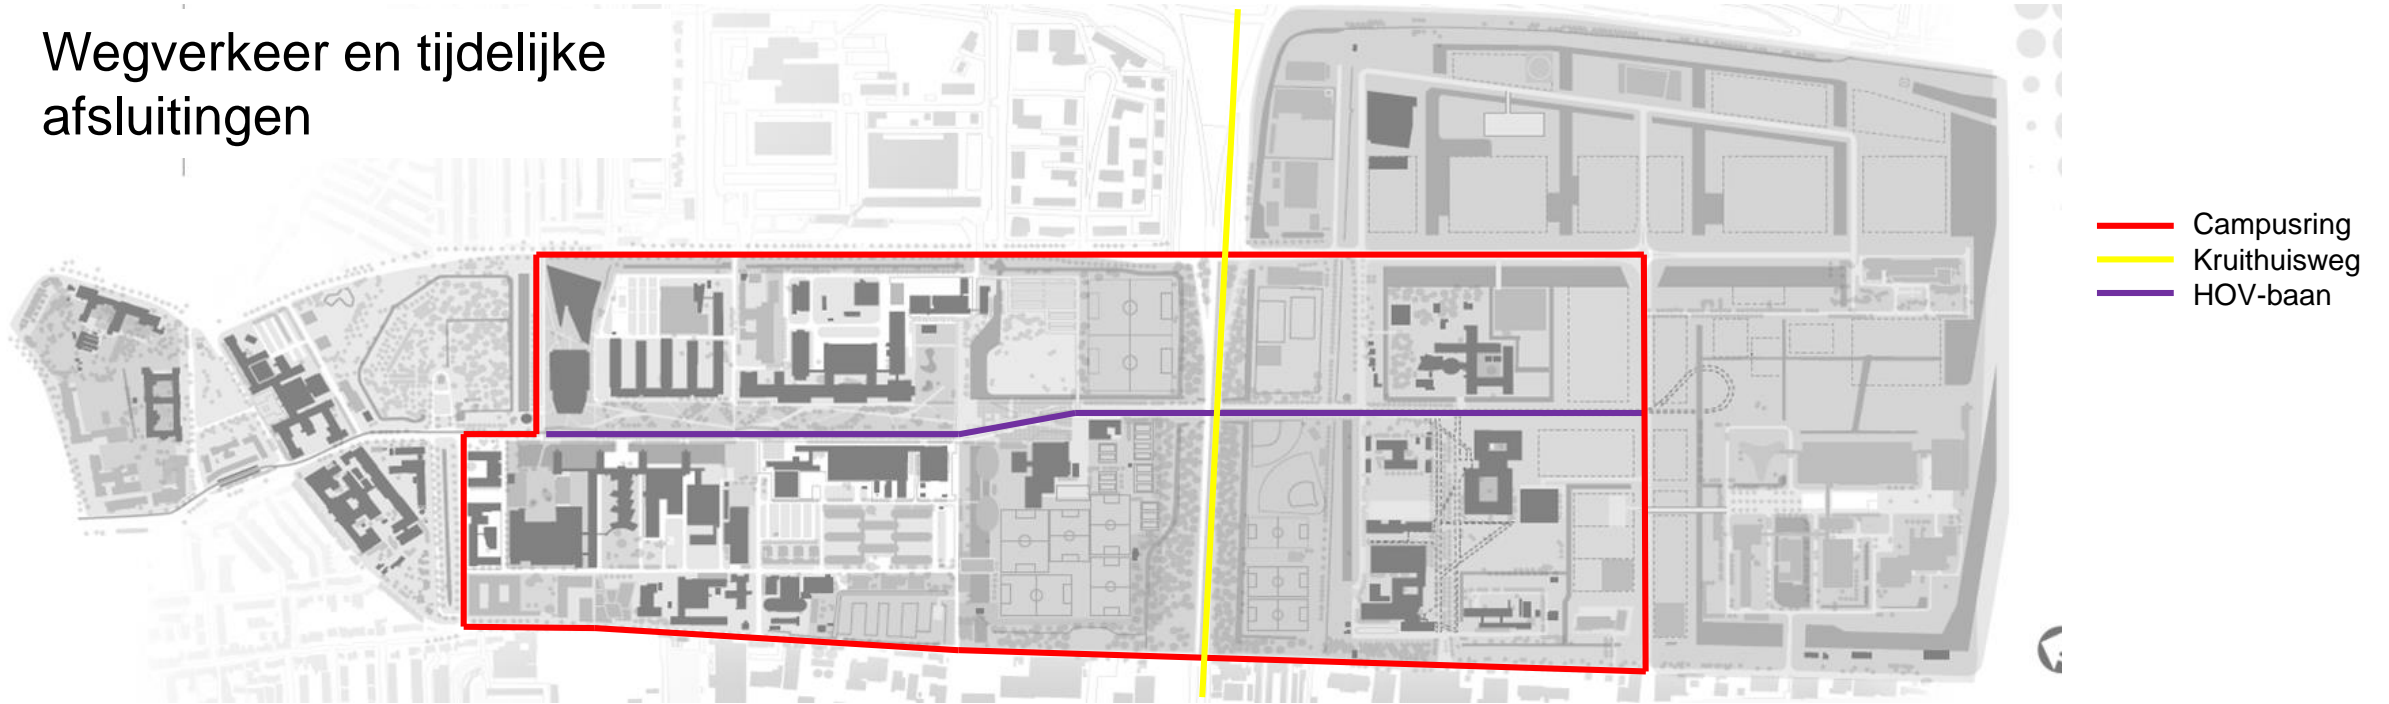 Wegverkeer en tijdelijke
afsluitingen
Campusring
Kruithuisweg
HOV-baan